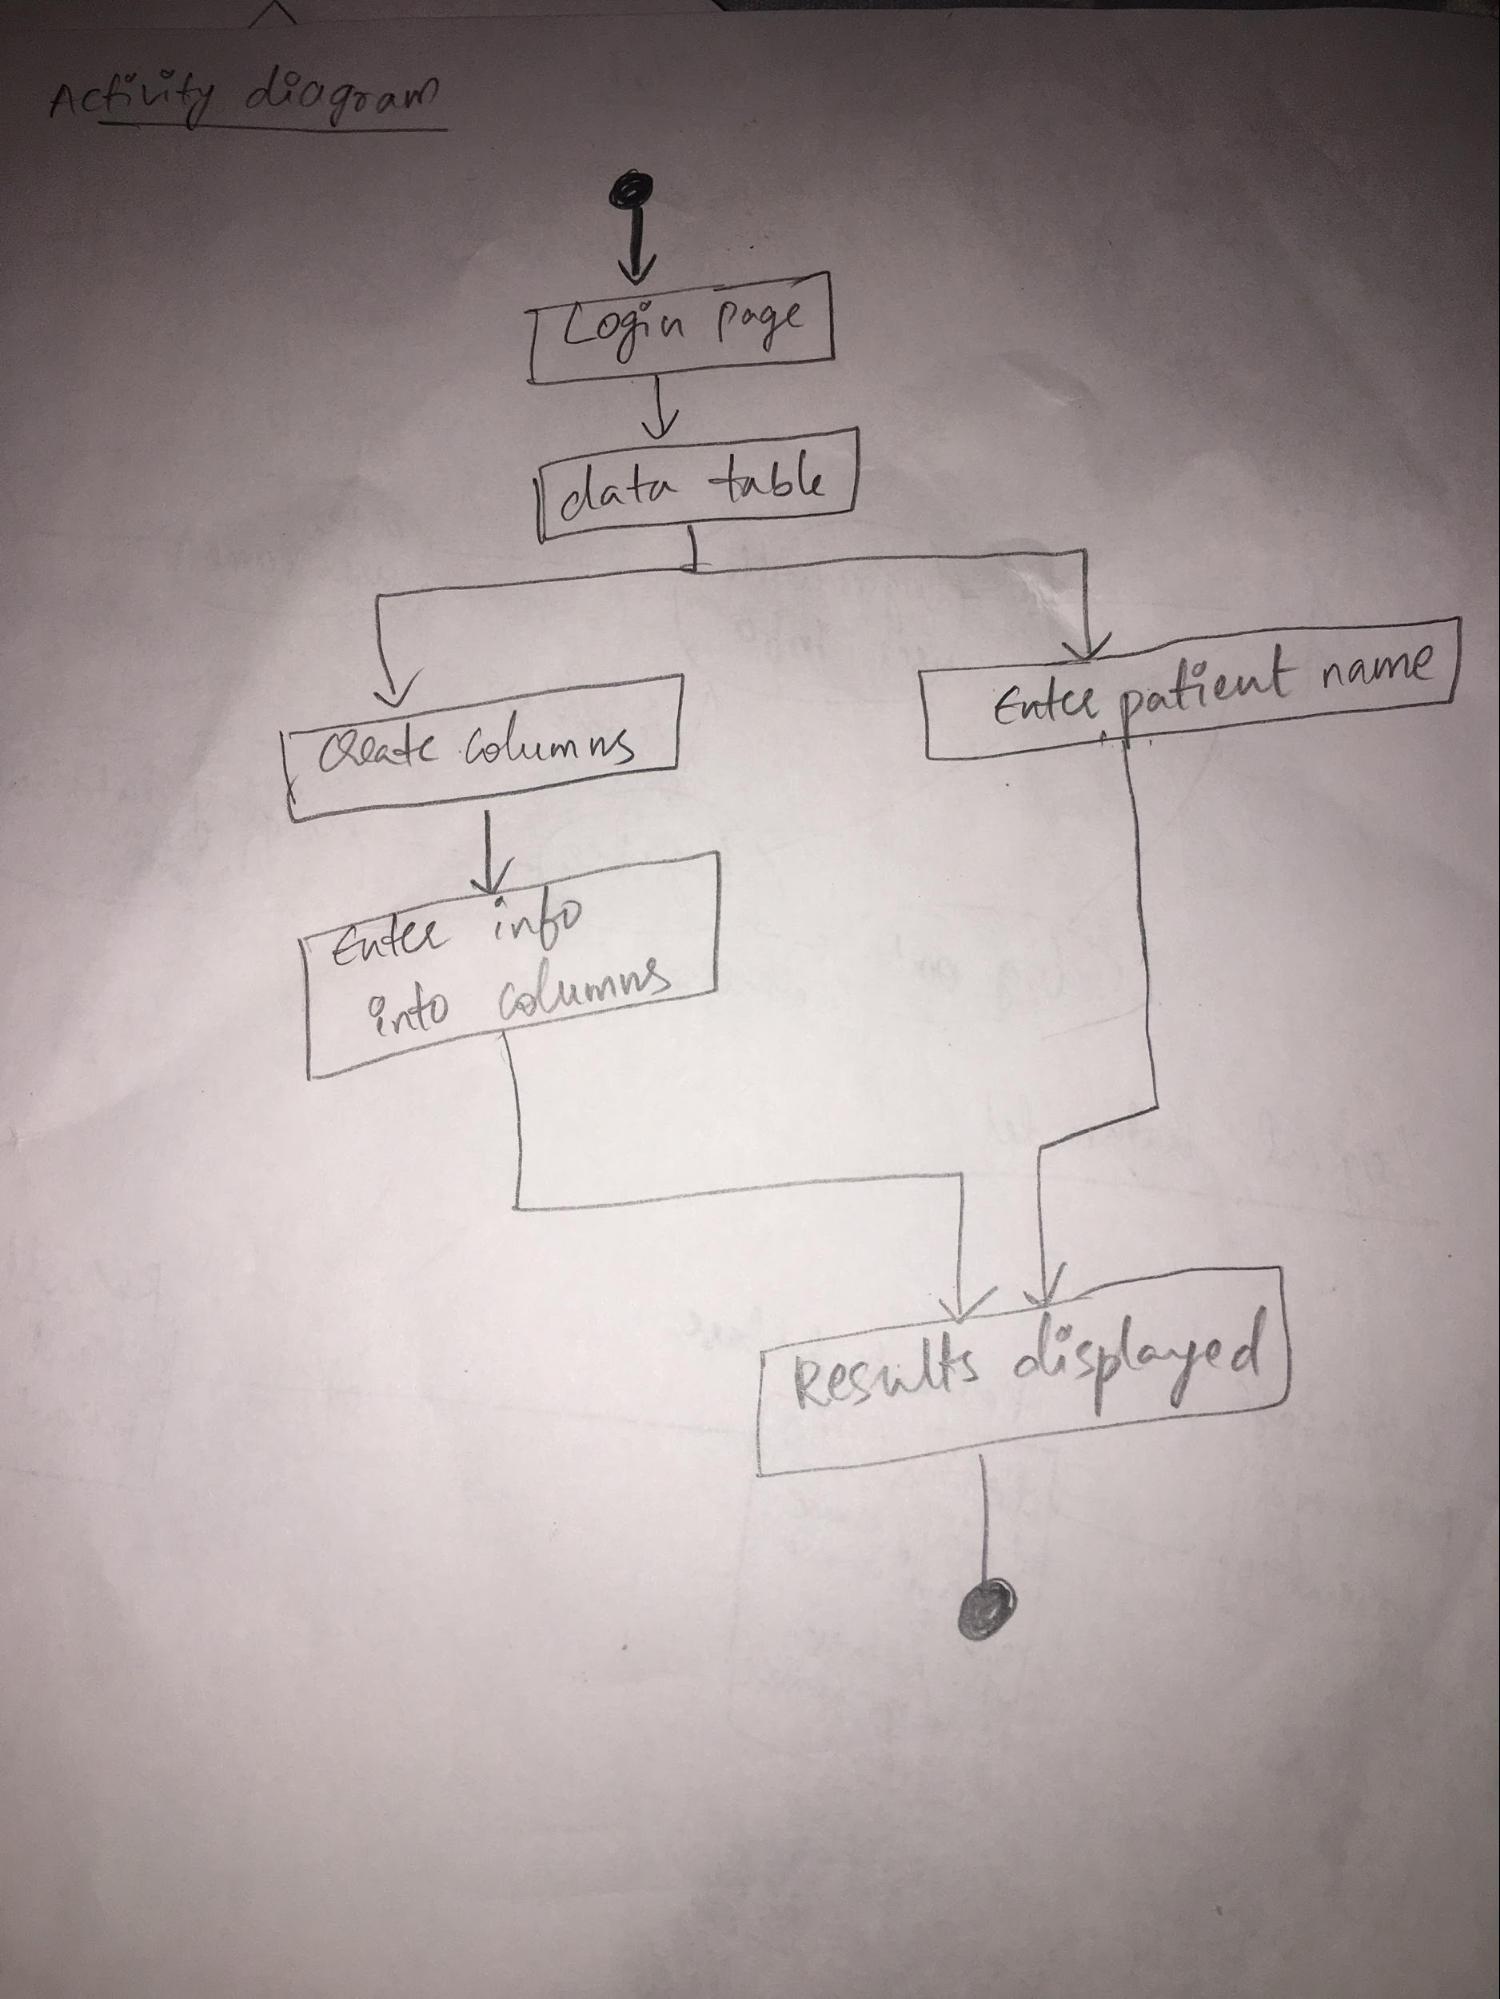 Activity diagram
Login page
data table
Create columns
Enter patient name
Enter info
into columns
Results displayed